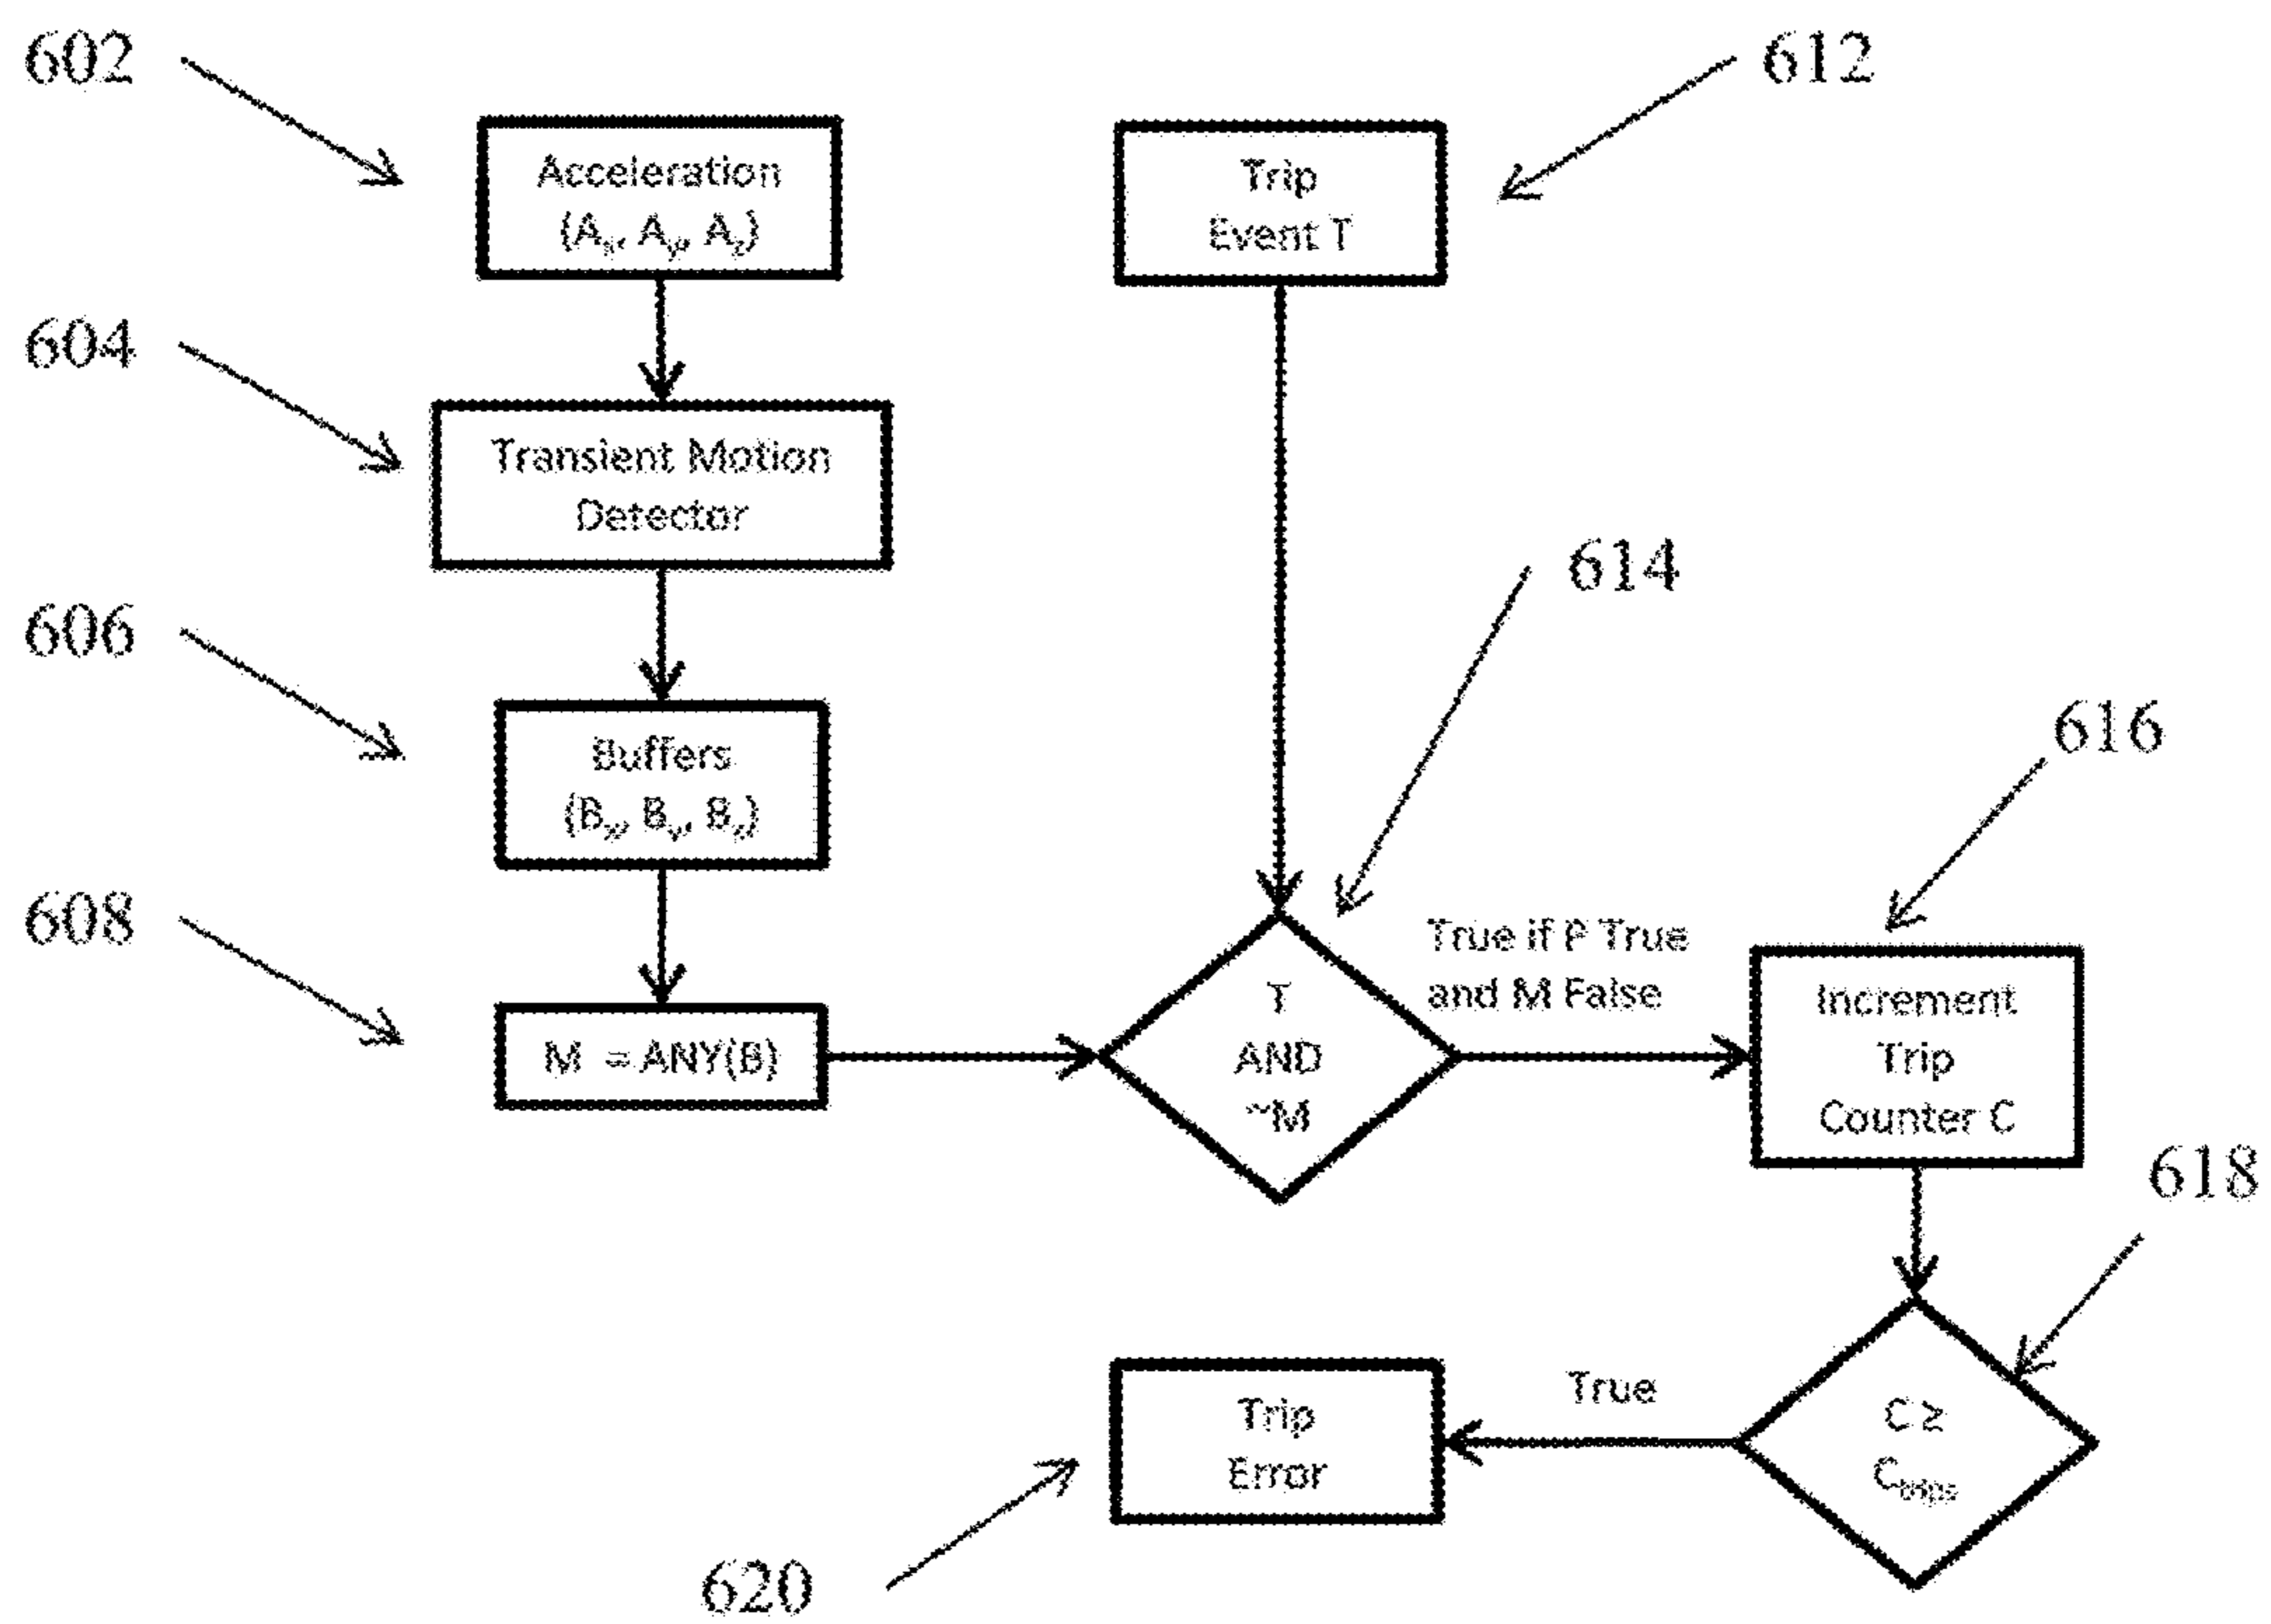 602
Acceleration
(Ax, Ay, Az)
612
Trip
Event T
604
Transient Motion
Detector
606
Buffers
(Bx, By, Bz)
614
608
M = ANY(B)
T
AND
~M
True if P True
and M False
616
Increment
Trip
Counter C
618
C ≥
Ctrips
True
Trip
Error
620